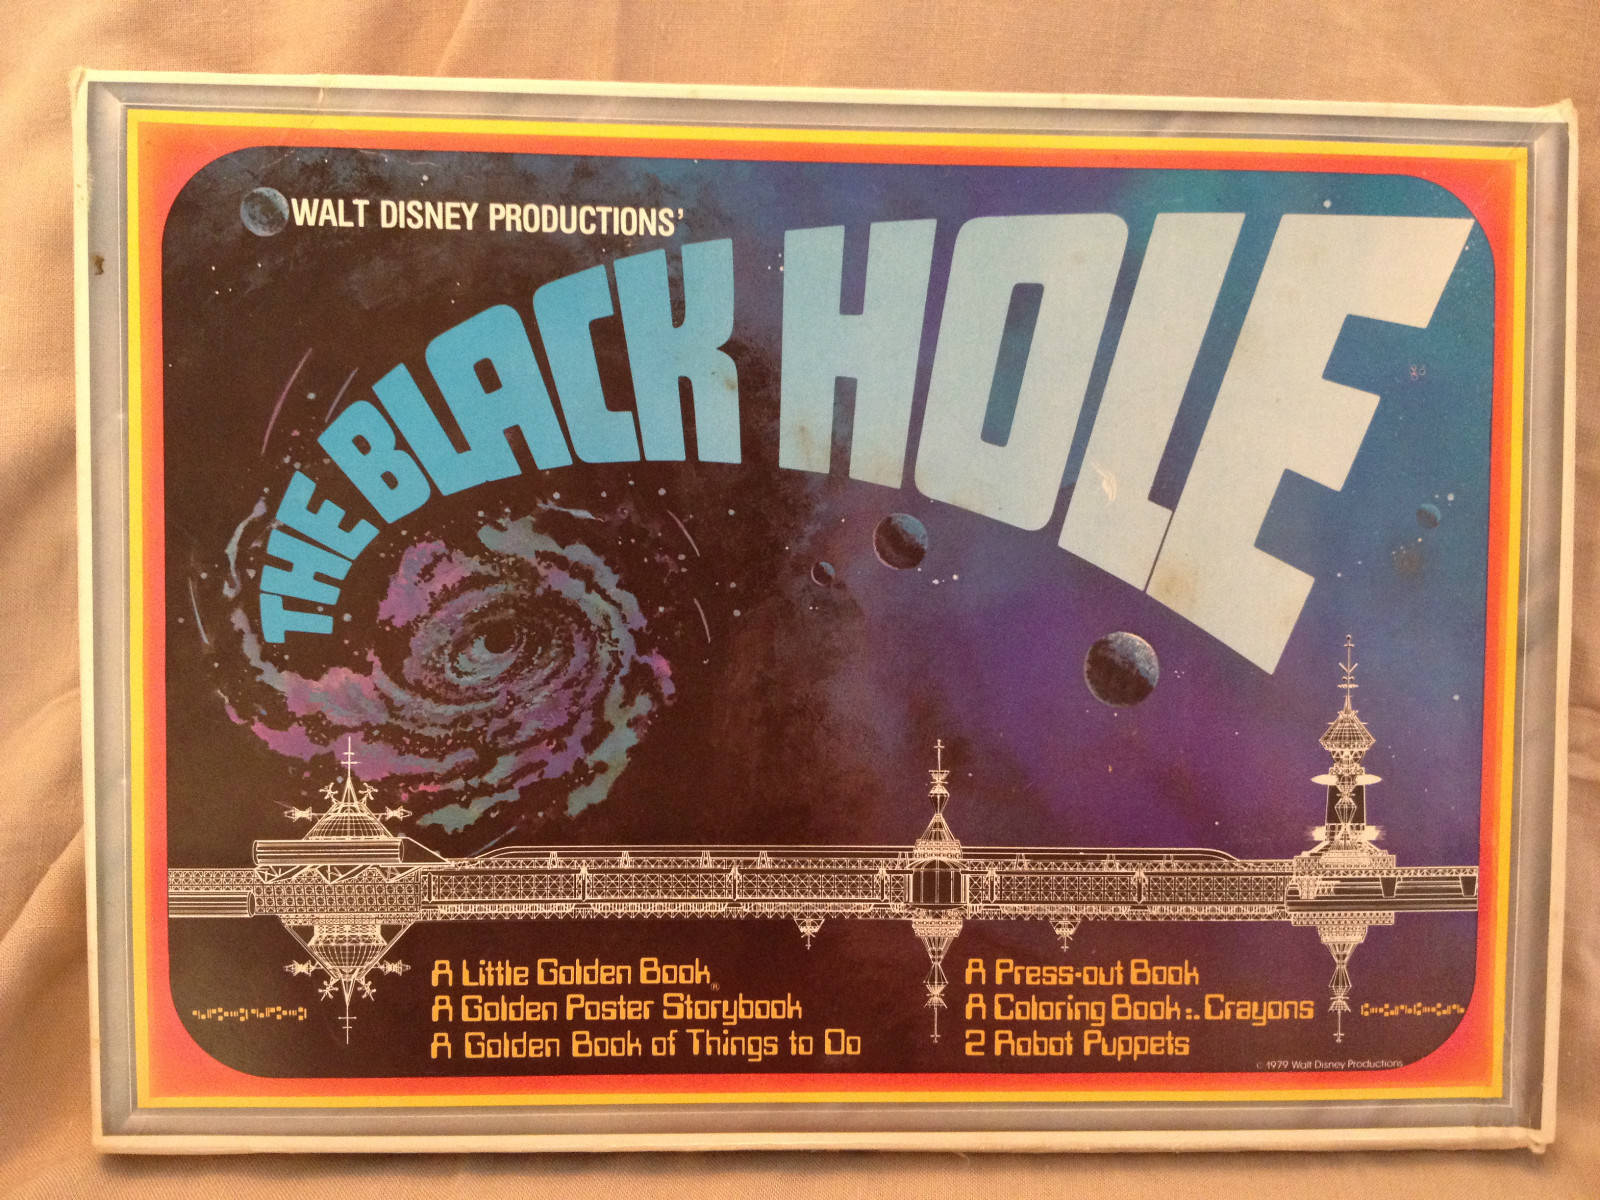 WALT DISNEY PRODUCTIONS'
THE BLACK HOLE
A Little Golden Book®
A Golden Poster Storybook
A Golden Book of Things to Do
A Press-out Book
A Coloring Book:. Crayons
2 Robot Puppets
© 1979 Walt Disney Productions